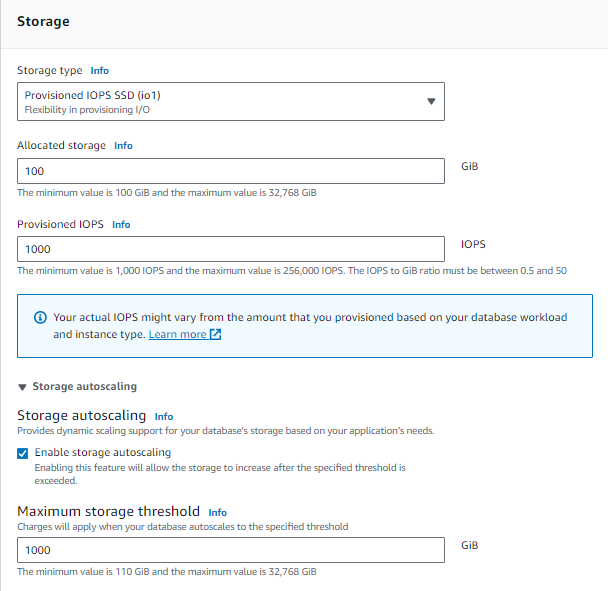 Storage
Storage type Info
Provisioned IOPS SSD (io1)
Flexibility in provisioning I/O
Allocated storage Info
100
GiB
The minimum value is 100 GiB and the maximum value is 32,768 GiB
Provisioned IOPS Info
1000
IOPS
The minimum value is 1,000 IOPS and the maximum value is 256,000 IOPS. The IOPS to GiB ratio must be between 0.5 and 50
Your actual IOPS might vary from the amount that you provisioned based on your database workload
and instance type. Learn more
Storage autoscaling
Storage autoscaling Info
Provides dynamic scaling support for your database's storage based on your application's needs.
Enable storage autoscaling
Enabling this feature will allow the storage to increase after the specified threshold is
exceeded.
Maximum storage threshold Info
Charges will apply when your database autoscales to the specified threshold
1000
GiB
The minimum value is 110 GiB and the maximum value is 32,768 GiB